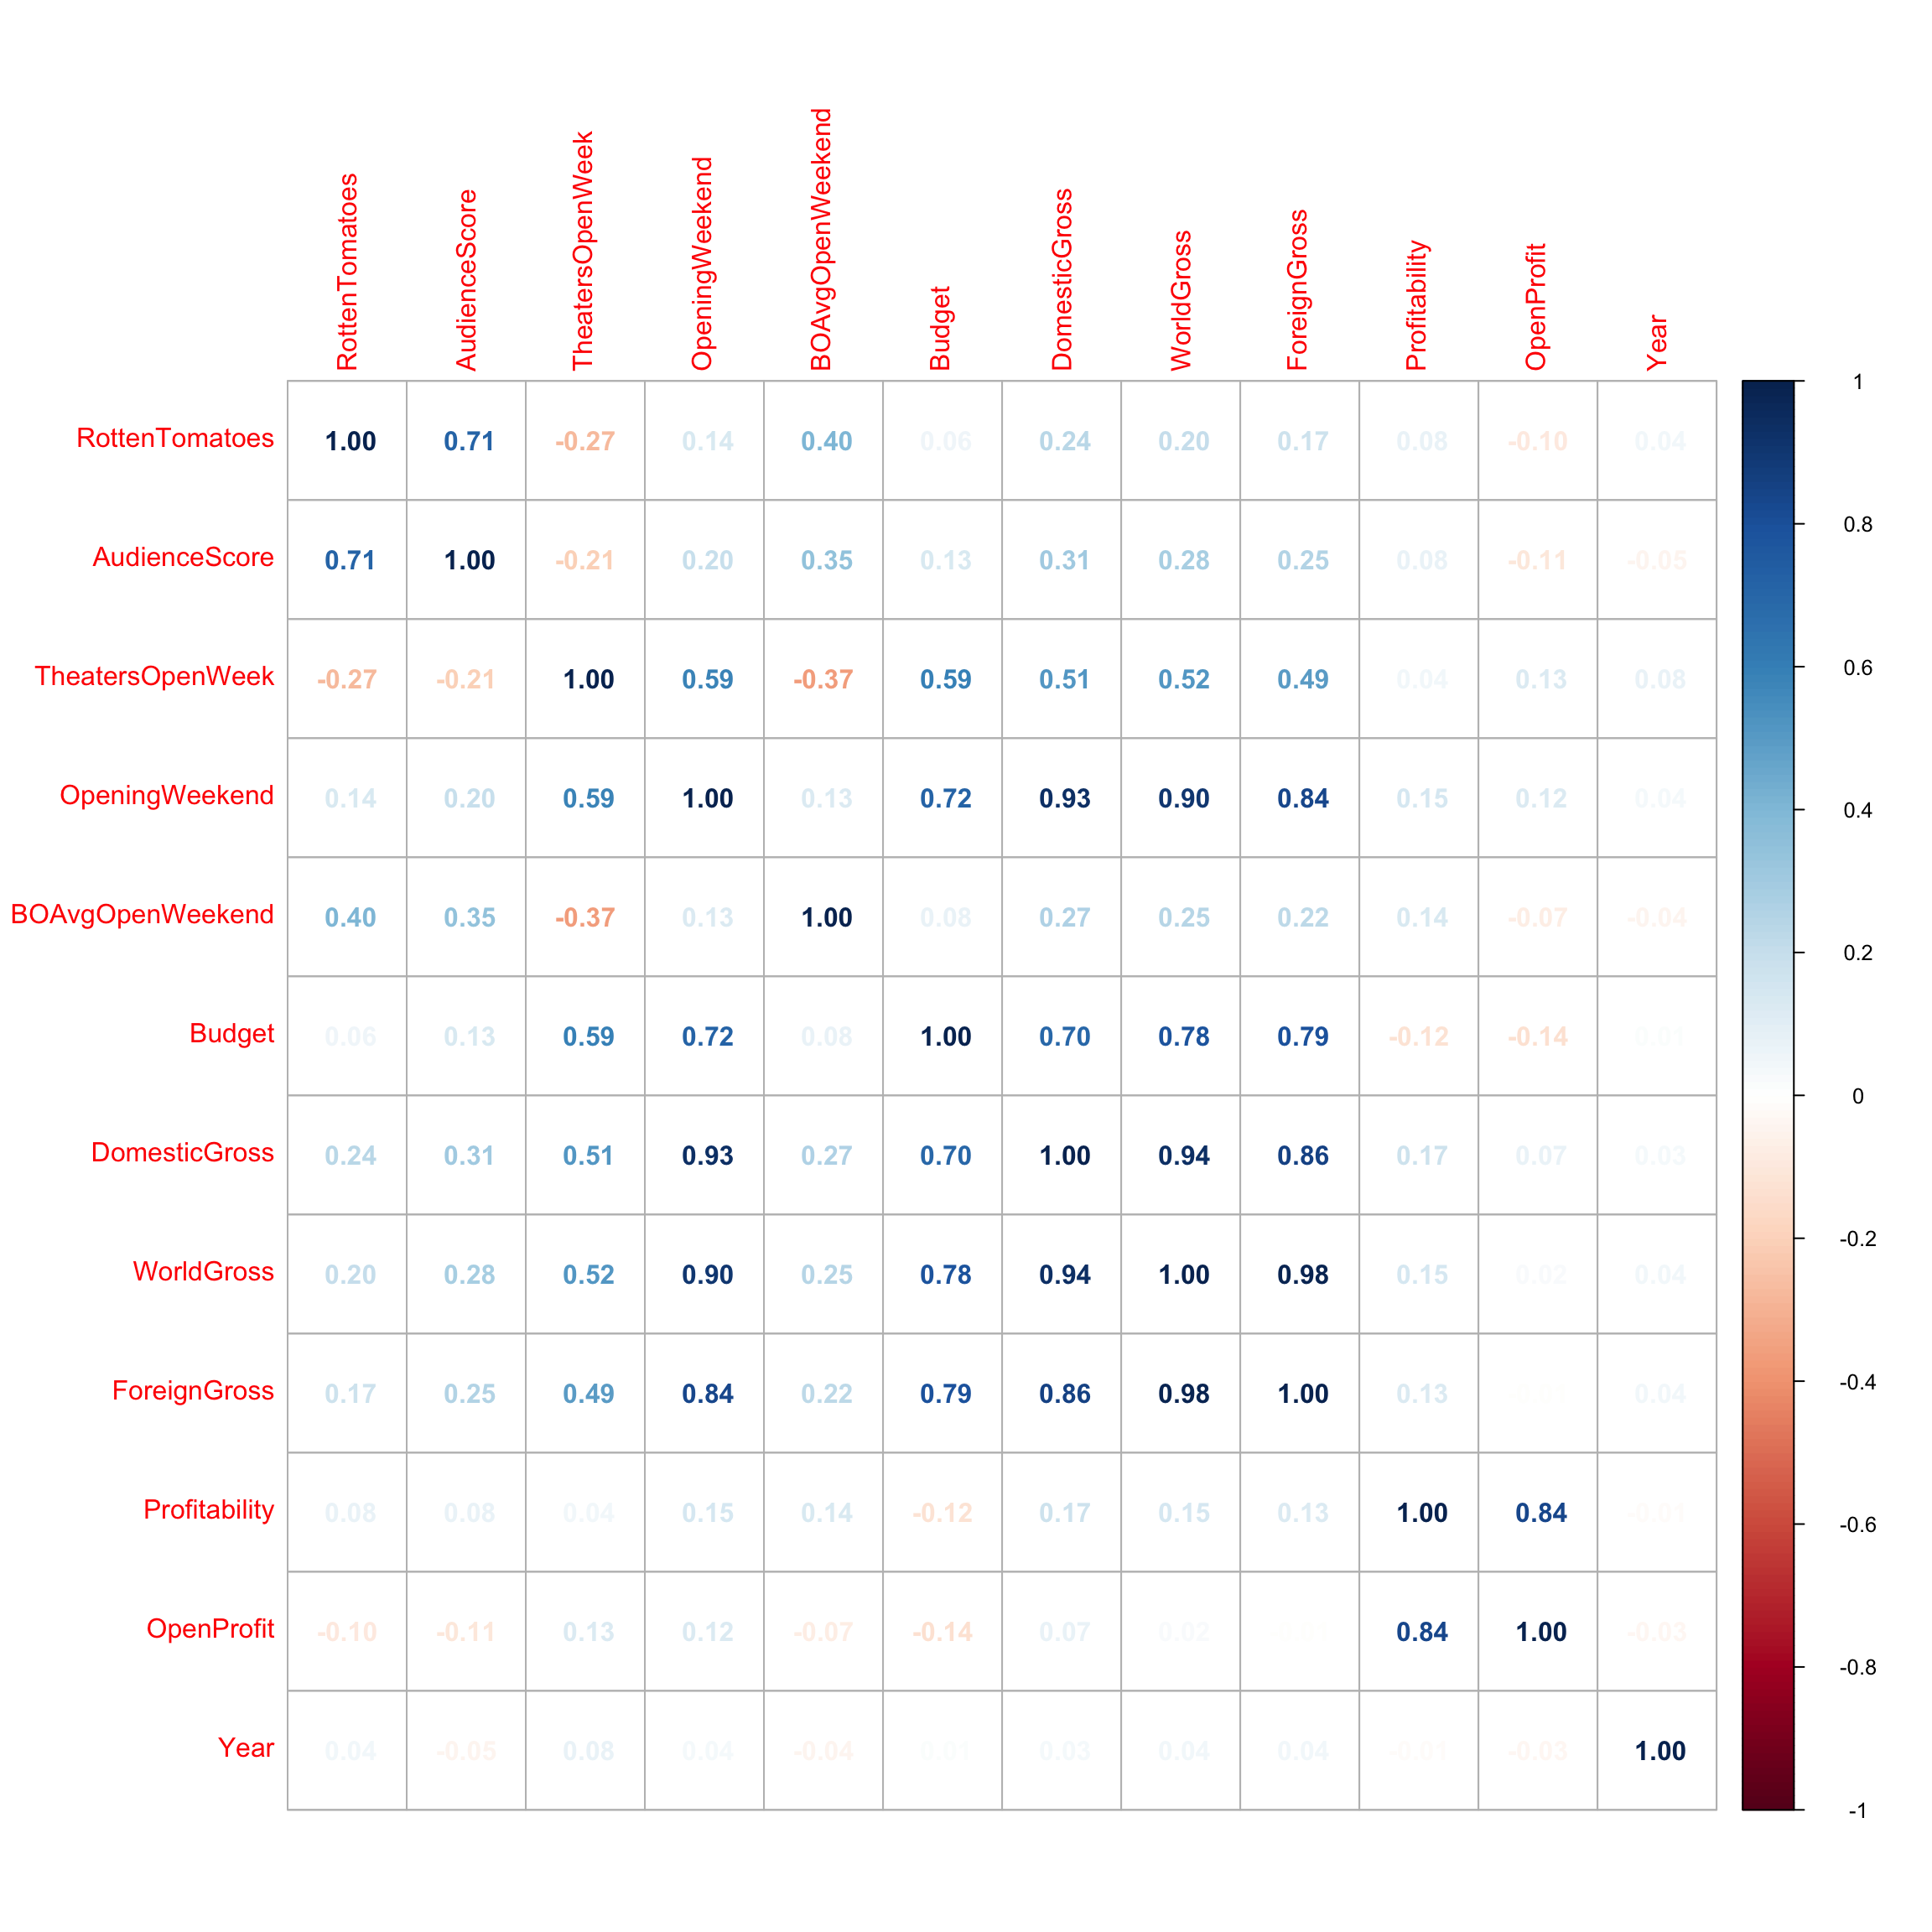 RottenTomatoes AudienceScore TheatersOpenWeek OpeningWeekend BOAvgOpenWeekend Budget DomesticGross WorldGross ForeignGross Profitability OpenProfit Year
RottenTomatoes 1.00 0.71 -0.27 0.14 0.40 0.06 0.24 0.20 0.17 0.08 -0.10 0.04
AudienceScore 0.71 1.00 -0.21 0.20 0.35 0.13 0.31 0.28 0.25 0.08 -0.11 -0.05
TheatersOpenWeek -0.27 -0.21 1.00 0.59 -0.37 0.59 0.51 0.52 0.49 0.04 0.13 0.08
OpeningWeekend 0.14 0.20 0.59 1.00 0.13 0.72 0.93 0.90 0.84 0.15 0.12 0.04
BOAvgOpenWeekend 0.40 0.35 -0.37 0.13 1.00 0.08 0.27 0.25 0.22 0.14 -0.07 -0.04
Budget 0.06 0.13 0.59 0.72 0.08 1.00 0.70 0.78 0.79 -0.12 -0.14 0.01
DomesticGross 0.24 0.31 0.51 0.93 0.27 0.70 1.00 0.94 0.86 0.17 0.07 0.03
WorldGross 0.20 0.28 0.52 0.90 0.25 0.78 0.94 1.00 0.98 0.15 0.02 0.04
ForeignGross 0.17 0.25 0.49 0.84 0.22 0.79 0.86 0.98 1.00 0.13 0.04
Profitability 0.08 0.08 0.04 0.15 0.14 -0.12 0.17 0.15 0.13 1.00 0.84 -0.01
OpenProfit -0.10 -0.11 0.13 0.12 -0.07 -0.14 0.07 0.02 0.84 1.00 -0.03
Year 0.04 -0.05 0.08 0.04 -0.04 0.01 0.03 0.04 0.04 -0.01 -0.03 1.00
1
0.8
0.6
0.4
0.2
0
-0.2
-0.4
-0.6
-0.8
-1